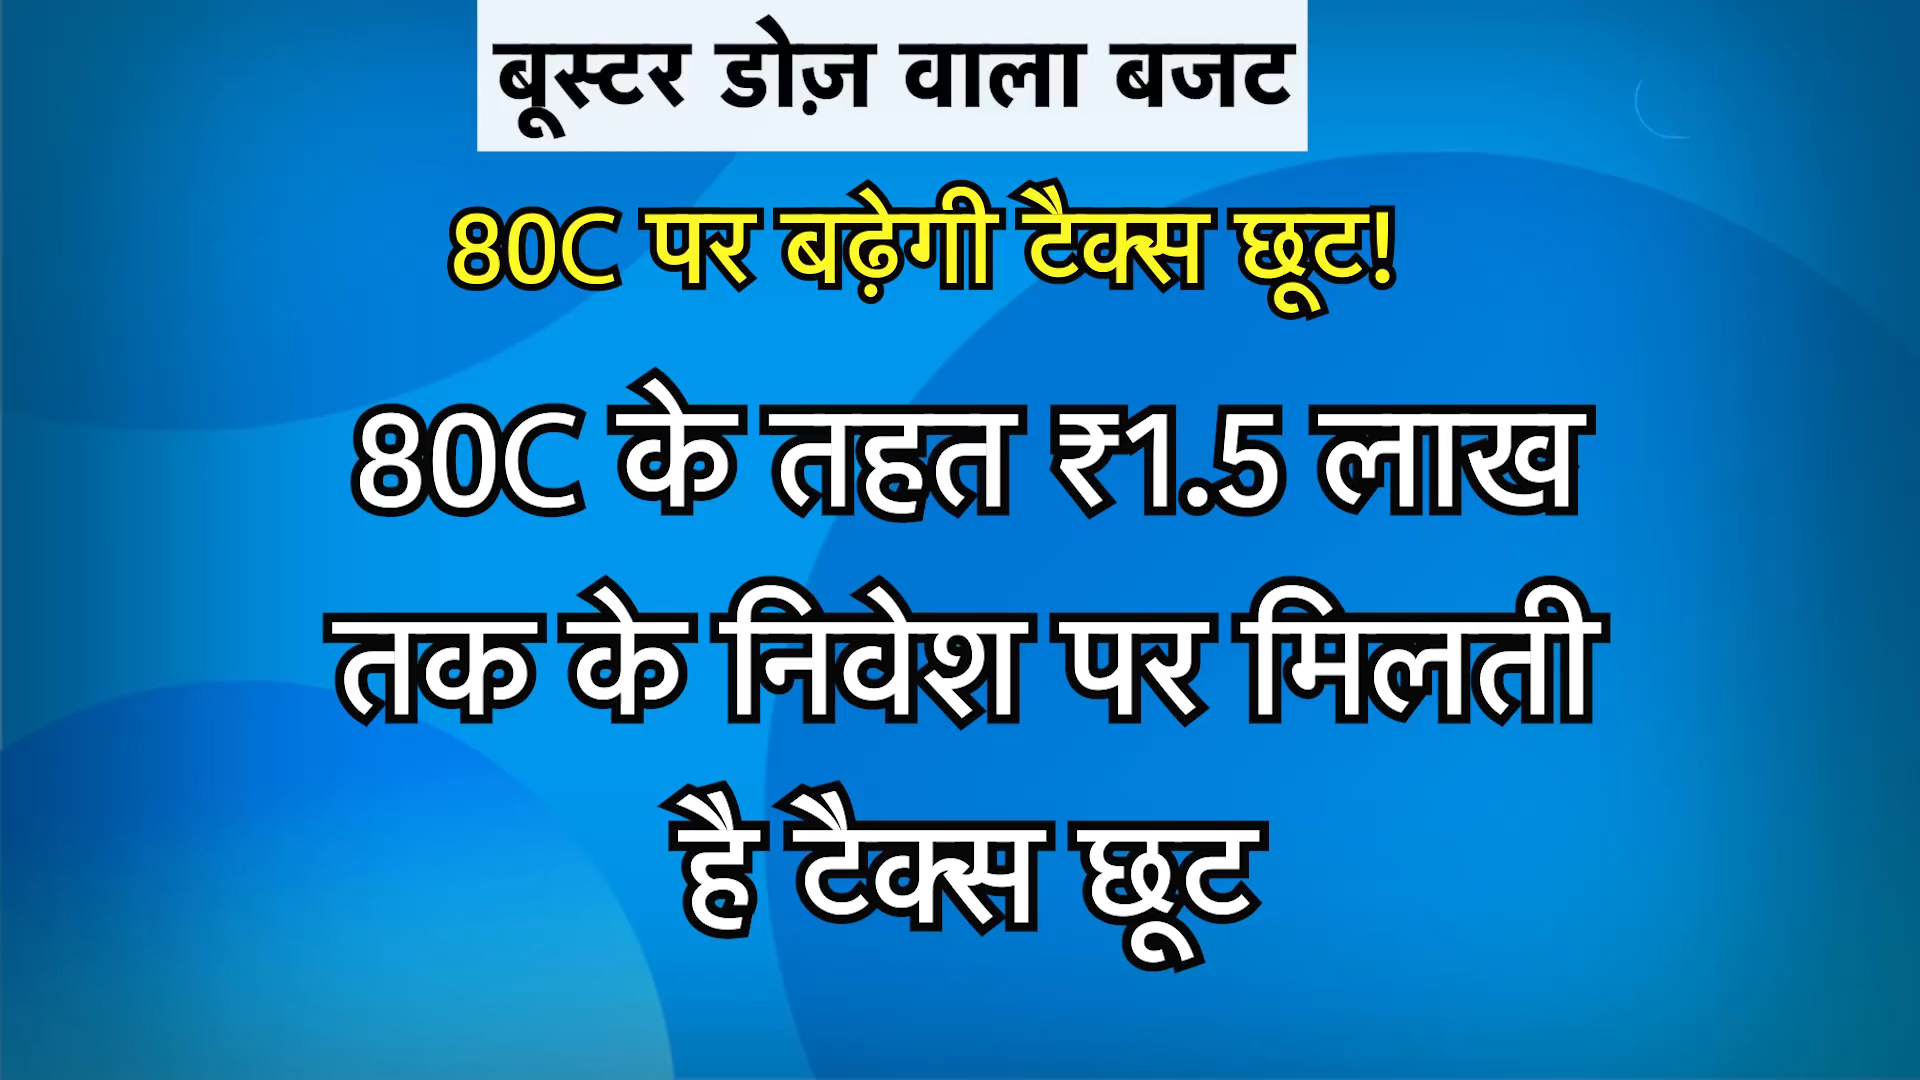 बूस्टर डोज़ वाला बजट
80C पर बढ़ेगी टैक्स छूट!
80C के तहत ₹1.5 लाख
तक के निवेश पर मिलती
है टैक्स छूट